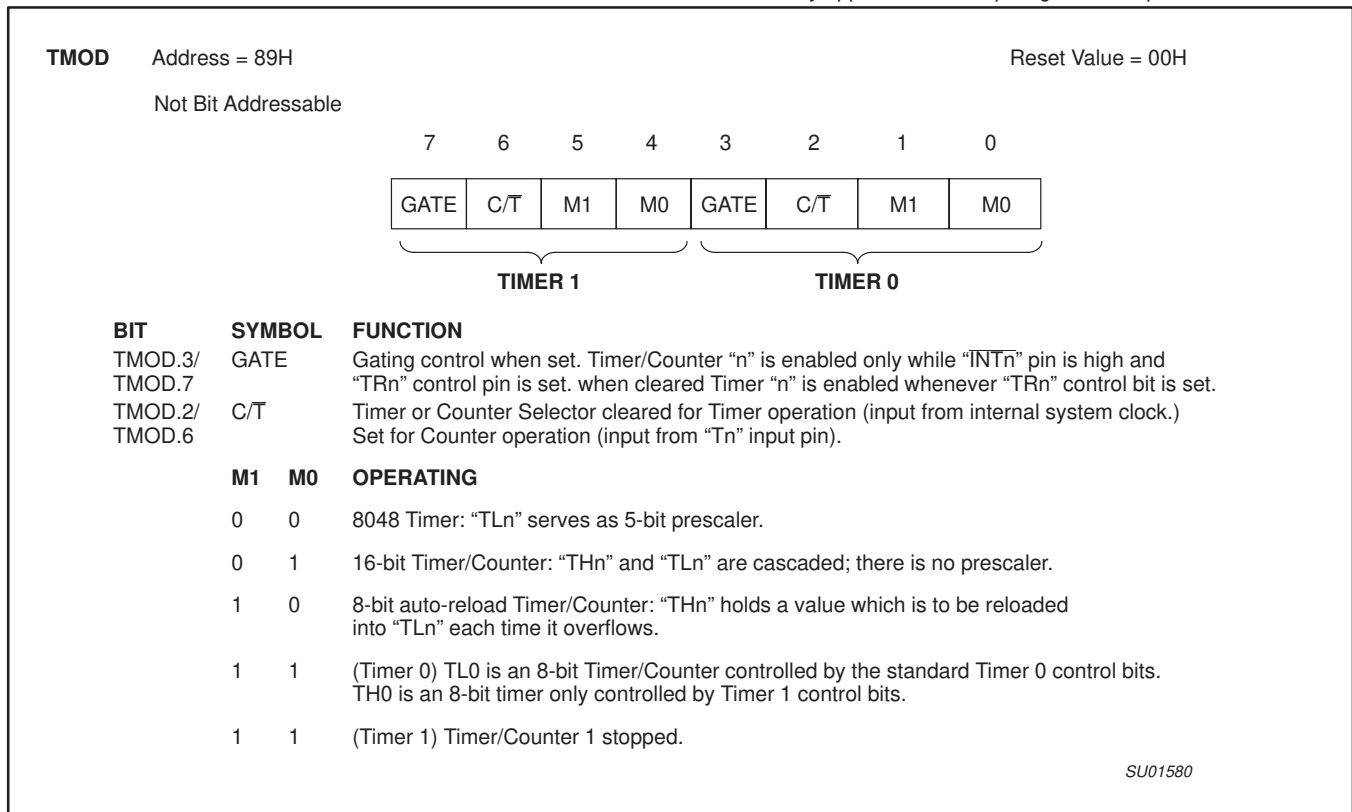 TMOD Address = 89H Reset Value = 00H
Not Bit Addressable
7 6 5 4 3 2 1 0
GATE C/T̅ M1 M0 GATE C/T̅ M1 M0
TIMER 1 TIMER 0
BIT SYMBOL FUNCTION
TMOD.3/ GATE Gating control when set. Timer/Counter “n” is enabled only while “I̅N̅T̅n̅” pin is high and
TMOD.7 “TRn” control pin is set. when cleared Timer “n” is enabled whenever “TRn” control bit is set.
TMOD.2/ C/T̅ Timer or Counter Selector cleared for Timer operation (input from internal system clock.)
TMOD.6 Set for Counter operation (input from “Tn” input pin).
M1 M0 OPERATING
0 0 8048 Timer: “TLn” serves as 5-bit prescaler.
0 1 16-bit Timer/Counter: “THn” and “TLn” are cascaded; there is no prescaler.
1 0 8-bit auto-reload Timer/Counter: “THn” holds a value which is to be reloaded
into “TLn” each time it overflows.
1 1 (Timer 0) TL0 is an 8-bit Timer/Counter controlled by the standard Timer 0 control bits.
TH0 is an 8-bit timer only controlled by Timer 1 control bits.
1 1 (Timer 1) Timer/Counter 1 stopped.
SU01580